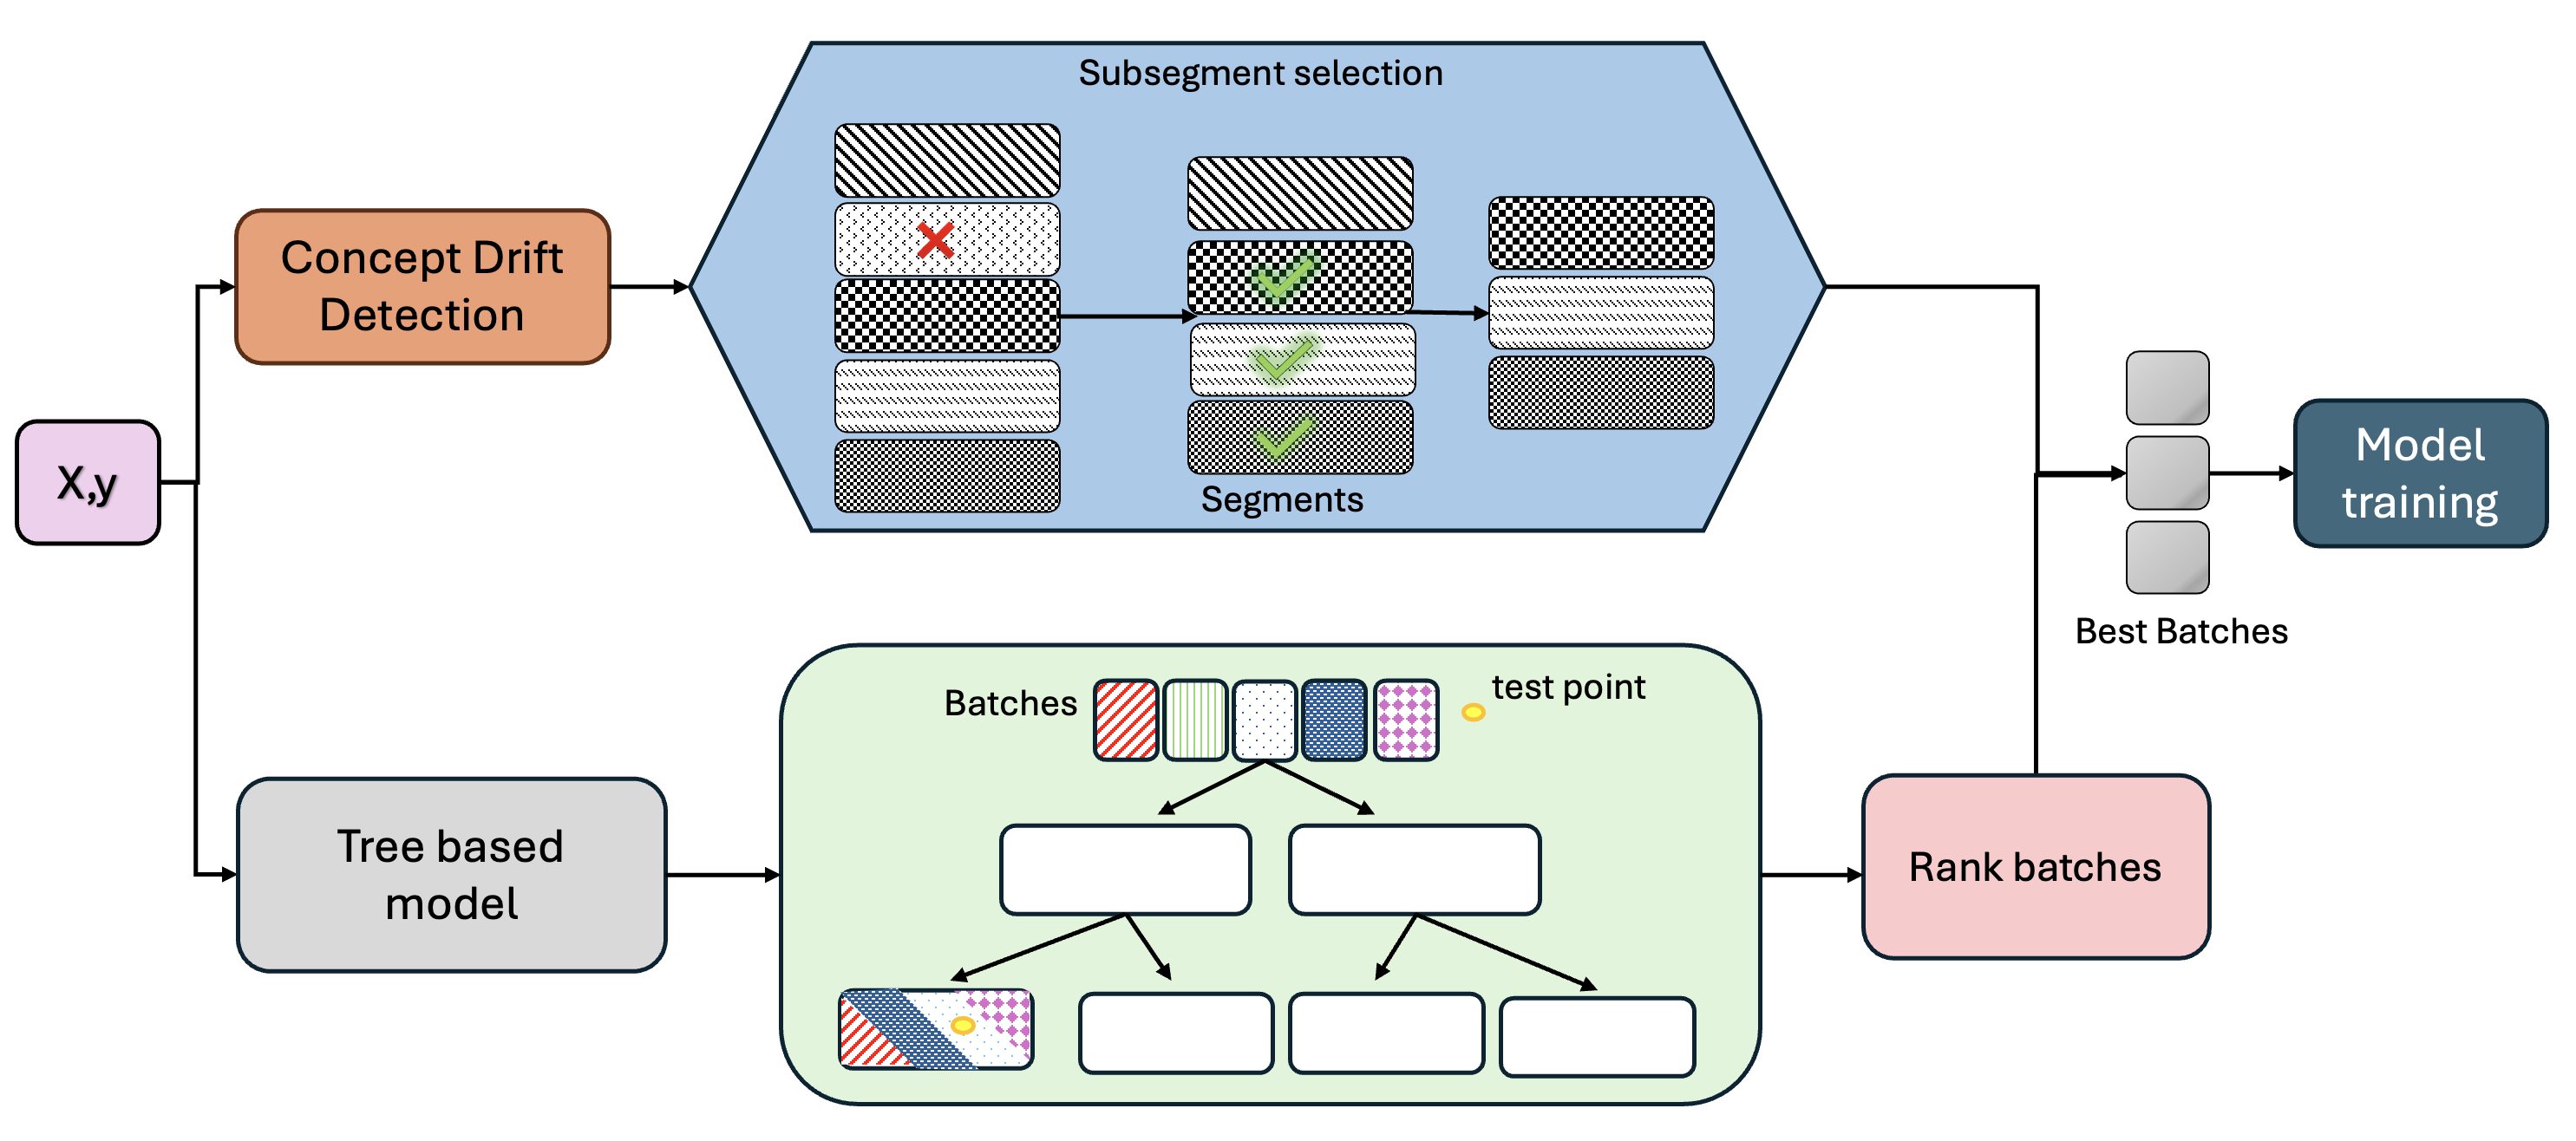 Subsegment selection
Concept Drift
Detection
X,y
Segments
Model
training
Best Batches
Batches
test point
Tree based
model
Rank batches